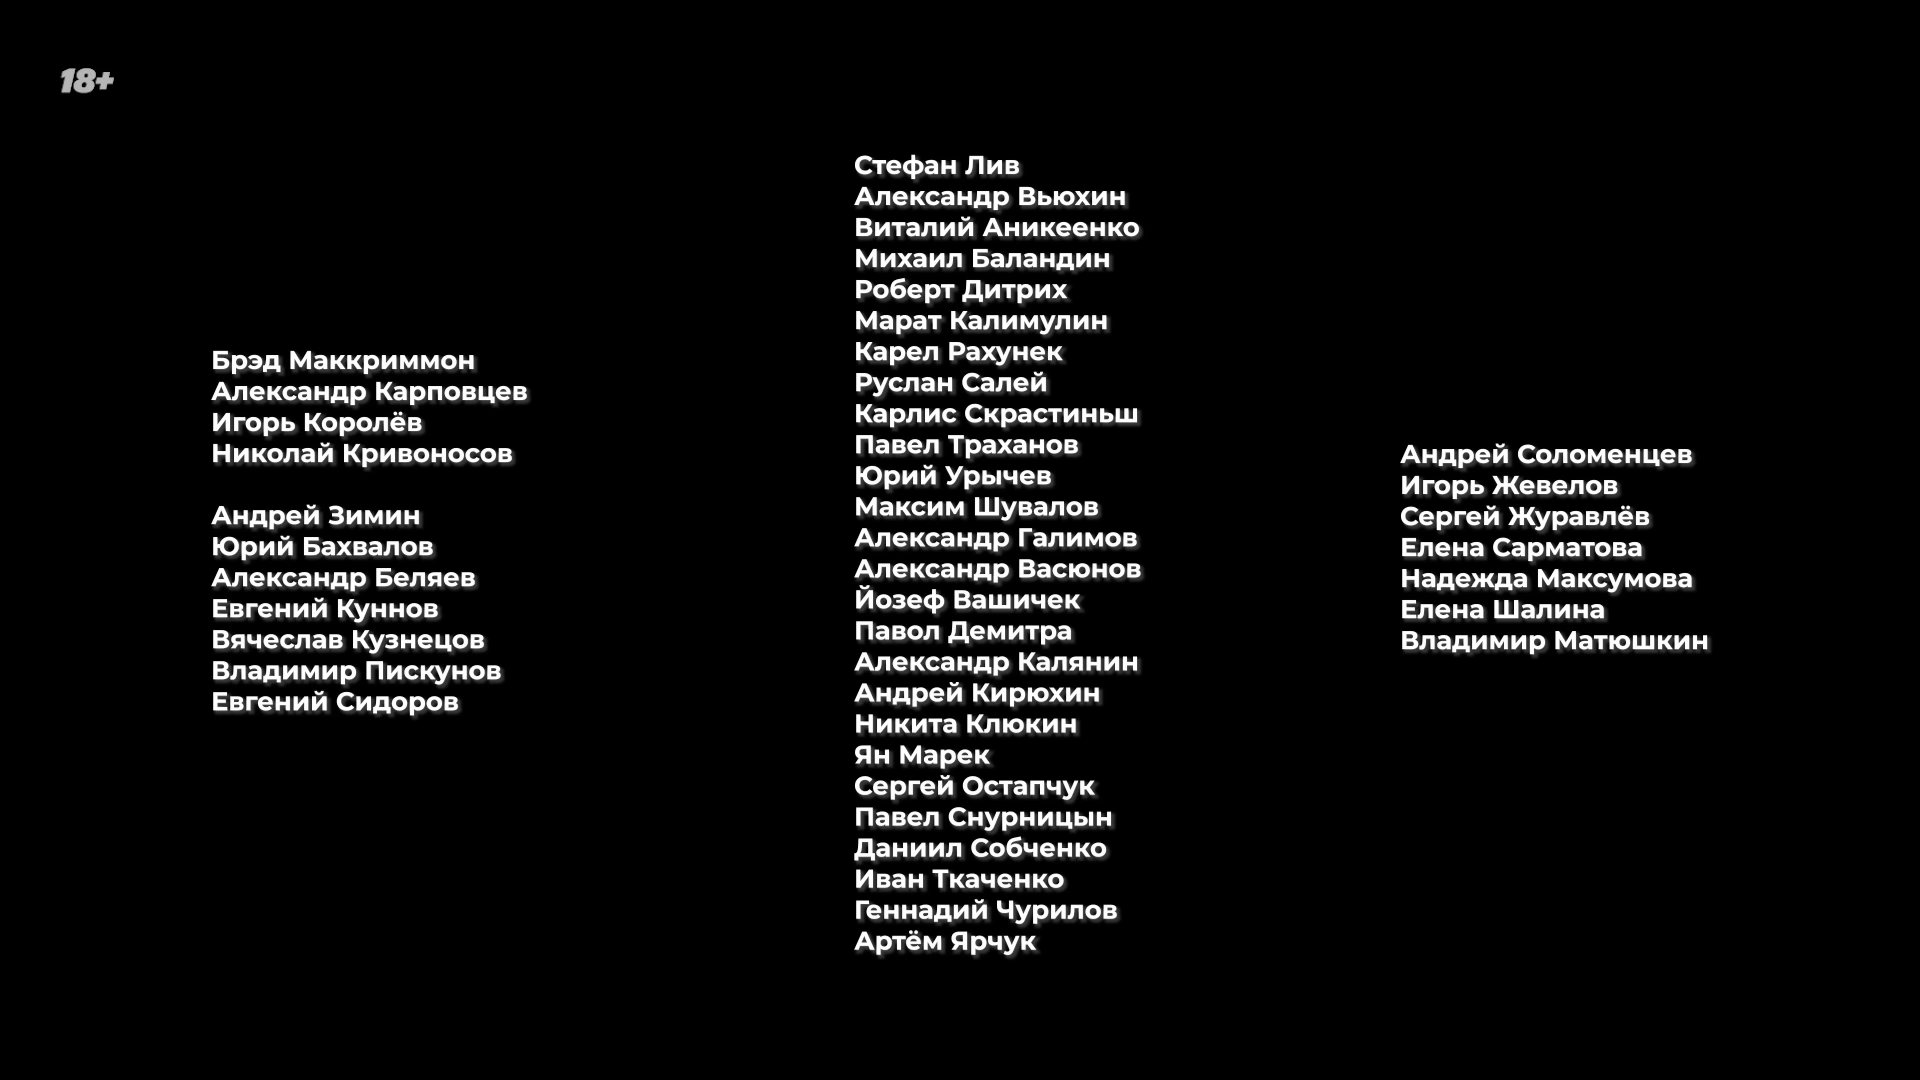 18+
Брэд Маккриммон
Александр Карповцев
Игорь Королёв
Николай Кривоносов
Андрей Зимин
Юрий Бахвалов
Александр Беляев
Евгений Куннов
Вячеслав Кузнецов
Владимир Пискунов
Евгений Сидоров
Стефан Лив
Александр Вьюхин
Виталий Аникеенко
Михаил Баландин
Роберт Дитрих
Марат Калимулин
Карел Рахунек
Руслан Салей
Карлис Скрастиньш
Павел Траханов
Юрий Урычев
Максим Шувалов
Александр Галимов
Александр Васюнов
Йозеф Вашичек
Павол Демитра
Александр Калянин
Андрей Кирюхин
Никита Клюкин
Ян Марек
Сергей Остапчук
Павел Снурницын
Даниил Собченко
Иван Ткаченко
Геннадий Чурилов
Артём Ярчук
Андрей Соломенцев
Игорь Жевелов
Сергей Журавлёв
Елена Сарматова
Надежда Максумова
Елена Шалина
Владимир Матюшкин